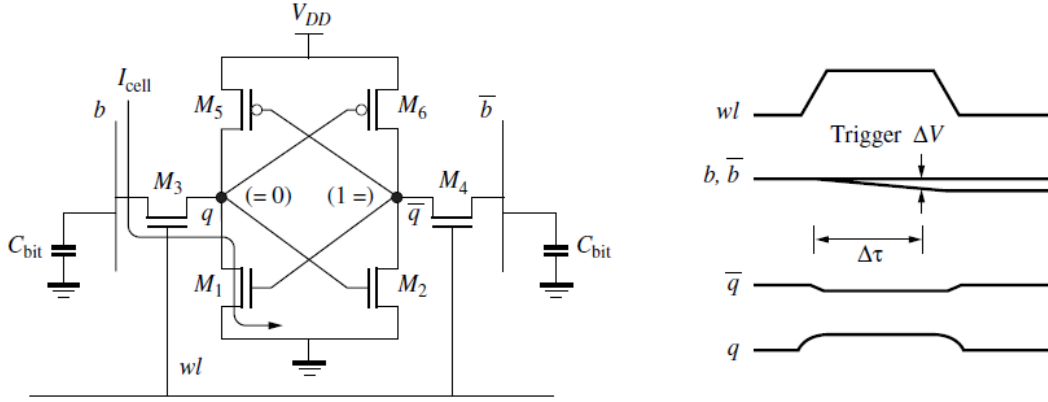 V_DD
I_cell
b
M_5
M_6
b̅
M_3
M_4
q
(= 0)
(1 =)
q̅
C_bit
C_bit
M_1
M_2
wl
wl
Trigger ΔV
b, b̅
Δτ
q̅
q